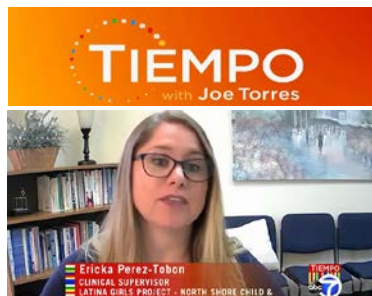 TIEMPO
with Joe Torres
Ericka Perez-Tobon
CLINICAL SUPERVISOR
LATINA GIRLS PROJECT - NORTH SHORE CHILD &
TIEMPO
abc 7